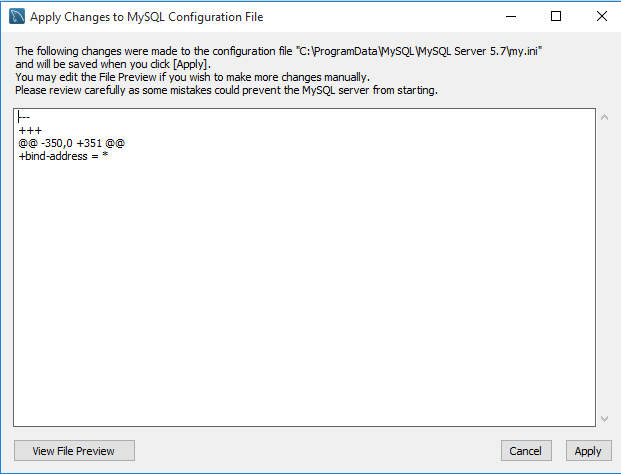 Apply Changes to MySQL Configuration File
The following changes were made to the configuration file "C:\ProgramData\MySQL\MySQL Server 5.7\my.ini"
and will be saved when you click [Apply].
You may edit the File Preview if you wish to make more changes manually.
Please review carefully as some mistakes could prevent the MySQL server from starting.
---
+++
@@ -350,0 +351 @@
+bind-address = *
View File Preview
Cancel
Apply